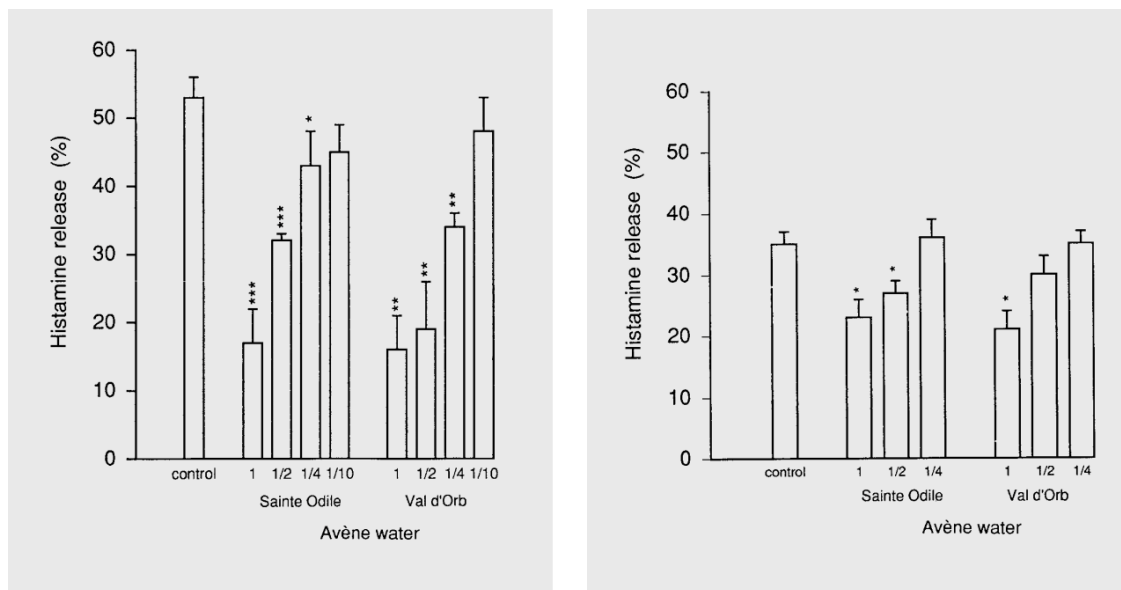 60
50
40
30
20
10
0
Histamine release (%)
***
***
*
**
**
**
control 1 1/2 1/4 1/10 1 1/2 1/4 1/10
Sainte Odile Val d'Orb
Avène water
60
50
40
30
20
10
0
Histamine release (%)
*
*
*
control 1 1/2 1/4 1 1/2 1/4
Sainte Odile Val d'Orb
Avène water